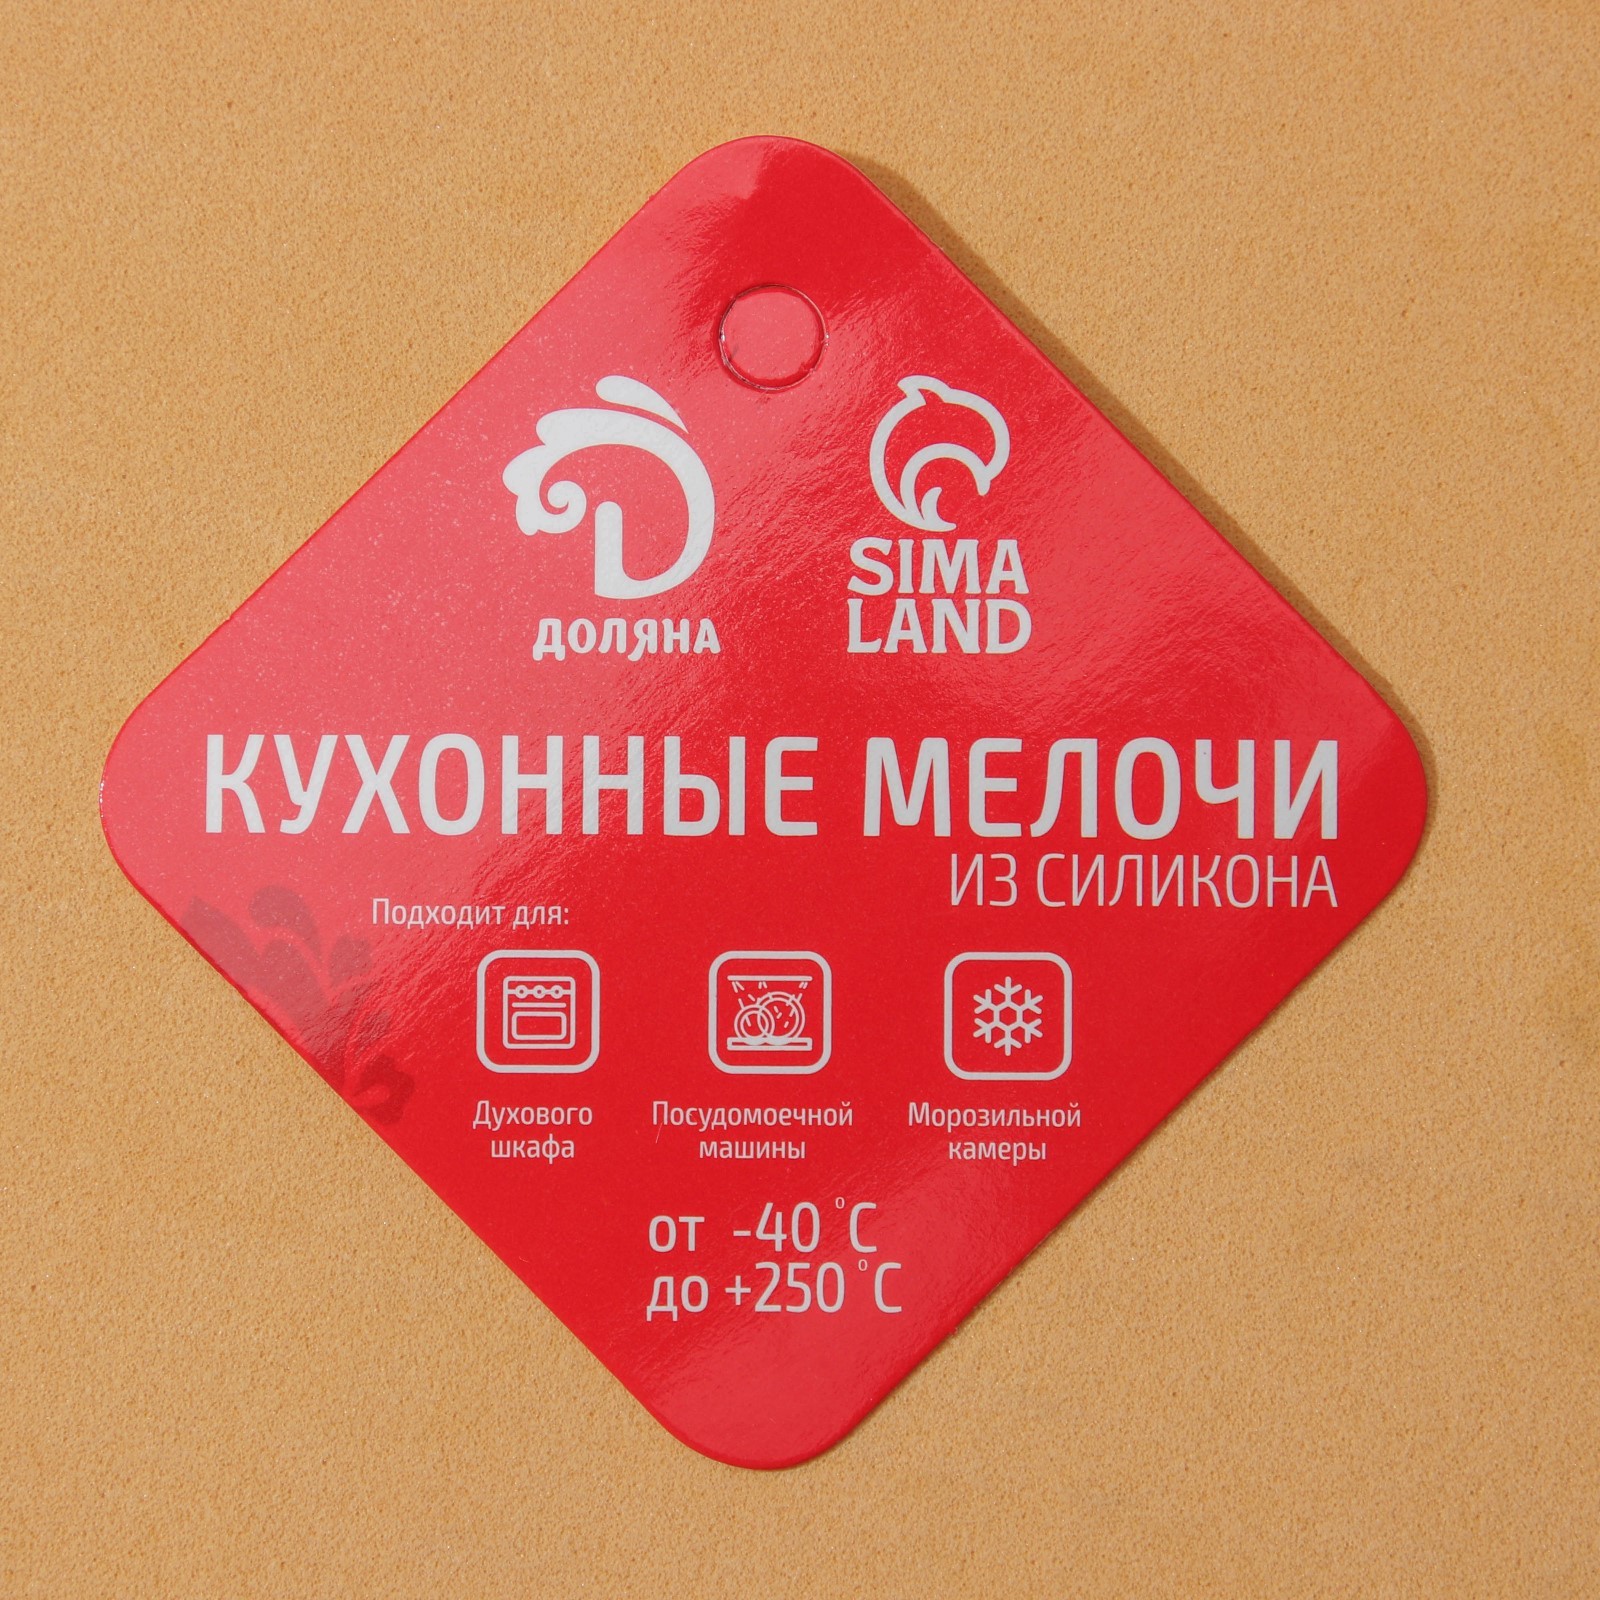 ДОЛЯНА
SIMA
LAND
КУХОННЫЕ МЕЛОЧИ
ИЗ СИЛИКОНА
Подходит для:
Духового
шкафа
Посудомоечной
машины
Морозильной
камеры
от -40 °C
до +250 °C